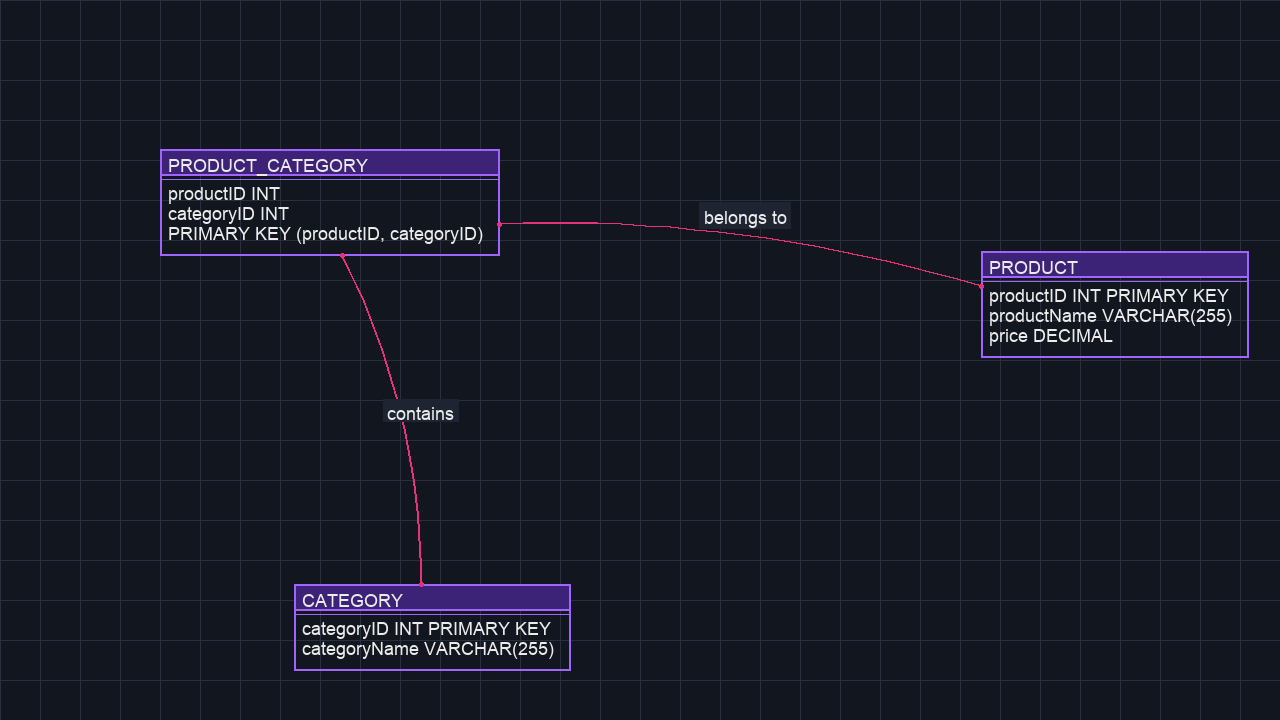 PRODUCT_CATEGORY
productID INT
categoryID INT
PRIMARY KEY (productID, categoryID)
belongs to
PRODUCT
productID INT PRIMARY KEY
productName VARCHAR(255)
price DECIMAL
contains
CATEGORY
categoryID INT PRIMARY KEY
categoryName VARCHAR(255)